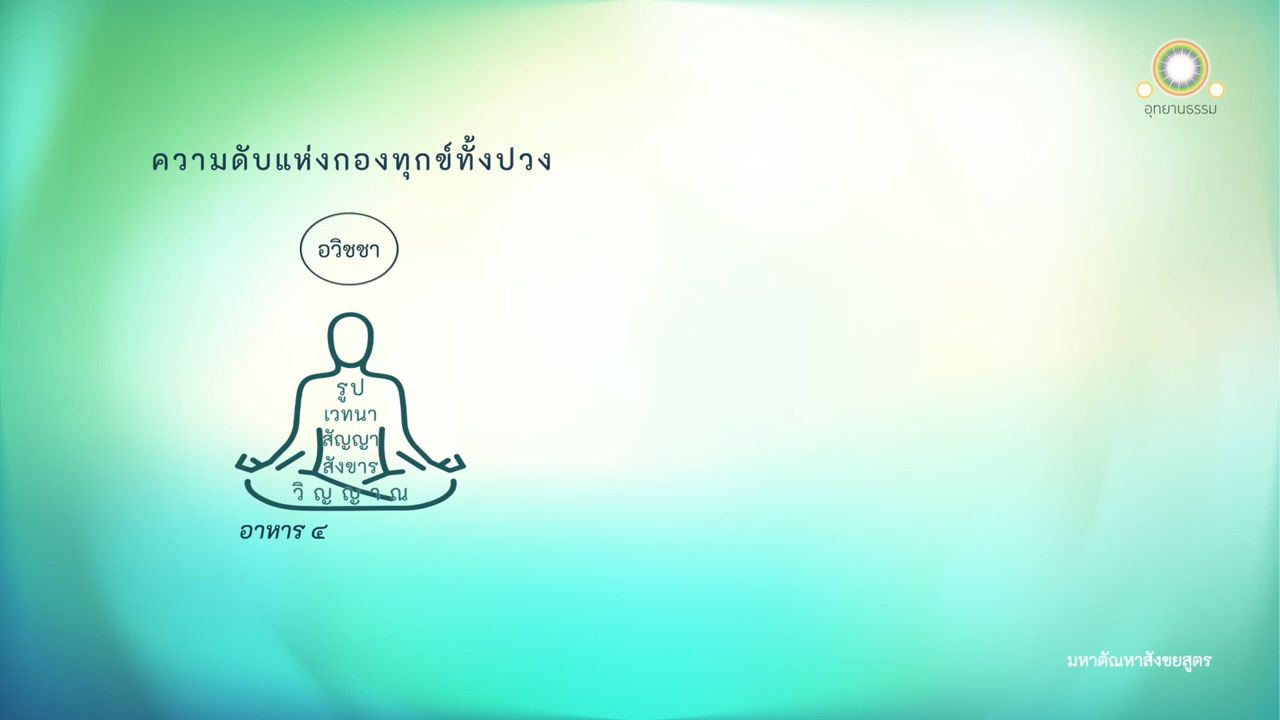 อุทยานธรรม
ความดับแห่งกองทุกข์ทั้งปวง
อวิชชา
รูป
เวทนา
สัญญา
สังขาร
วิญญาณ
อาหาร ๔
มหาตัณหาสังขยสูตร